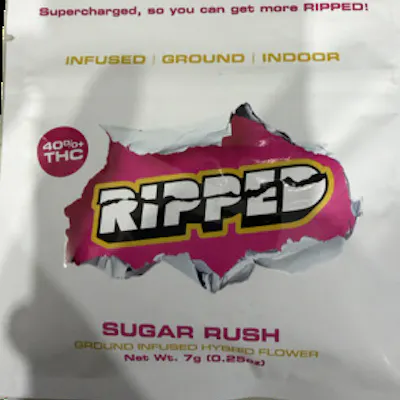 Supercharged, so you can get more RIPPED!
INFUSED | GROUND | INDOOR
40%+
THC
RIPPED
SUGAR RUSH
GROUND INFUSED HYBRID FLOWER
Net Wt. 7g (0.25oz)